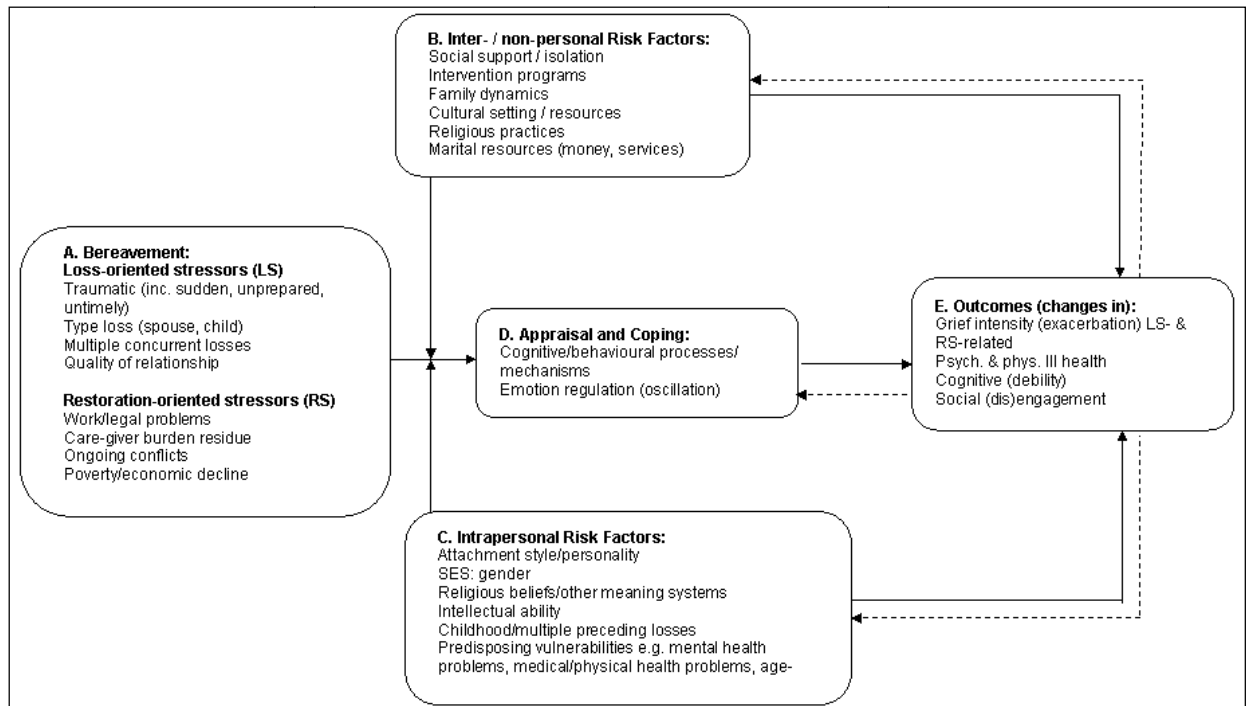 B. Inter- / non-personal Risk Factors:
Social support / isolation
Intervention programs
Family dynamics
Cultural setting / resources
Religious practices
Marital resources (money, services)
A. Bereavement:
Loss-oriented stressors (LS)
Traumatic (inc. sudden, unprepared,
untimely)
Type loss (spouse, child)
Multiple concurrent losses
Quality of relationship
Restoration-oriented stressors (RS)
Work/legal problems
Care-giver burden residue
Ongoing conflicts
Poverty/economic decline
D. Appraisal and Coping:
Cognitive/behavioural processes/
mechanisms
Emotion regulation (oscillation)
E. Outcomes (changes in):
Grief intensity (exacerbation) LS- &
RS-related
Psych. & phys. Ill health
Cognitive (debility)
Social (dis)engagement
C. Intrapersonal Risk Factors:
Attachment style/personality
SES: gender
Religious beliefs/other meaning systems
Intellectual ability
Childhood/multiple preceding losses
Predisposing vulnerabilities e.g. mental health
problems, medical/physical health problems, age-